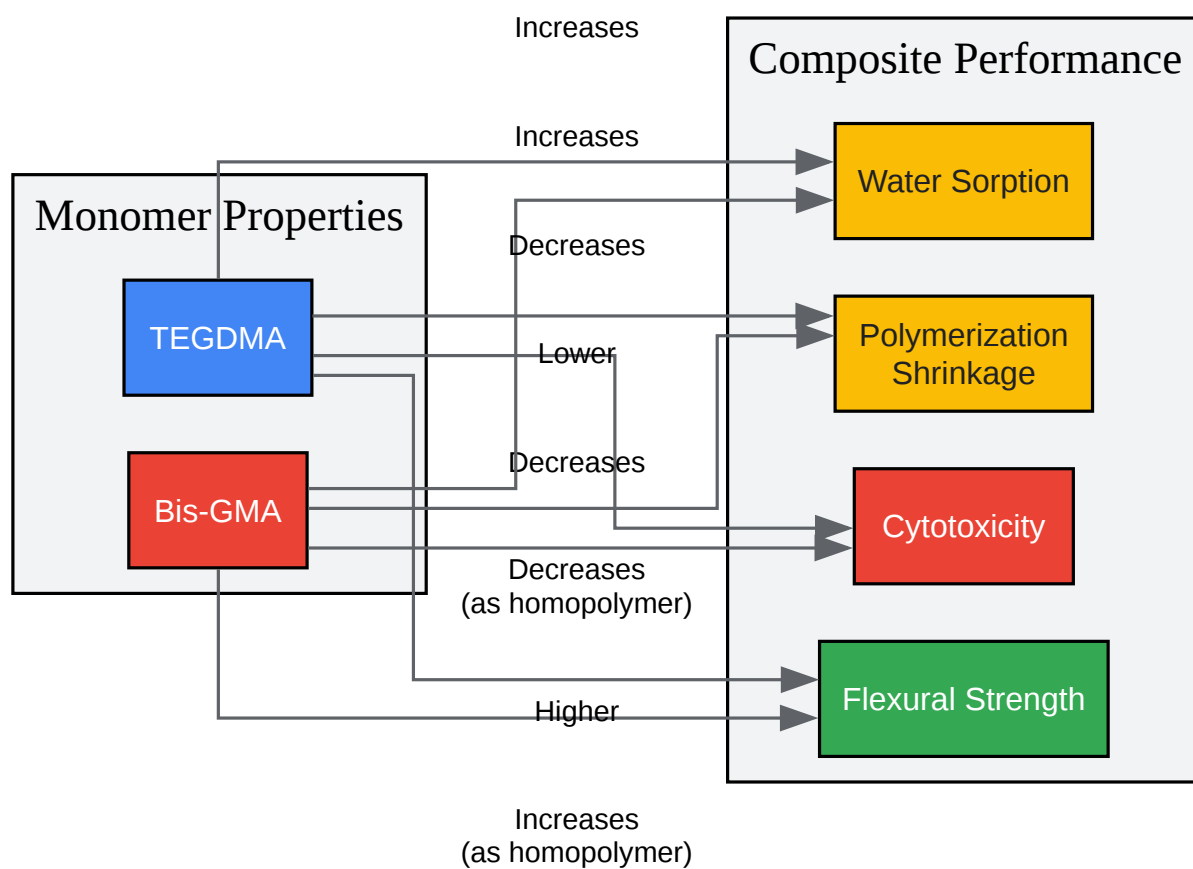 Increases
Composite Performance
Increases
Water Sorption
Monomer Properties
Decreases
TEGDMA
Lower
Polymerization
Shrinkage
Decreases
Bis-GMA
Cytotoxicity
Decreases
(as homopolymer)
Flexural Strength
Higher
Increases
(as homopolymer)